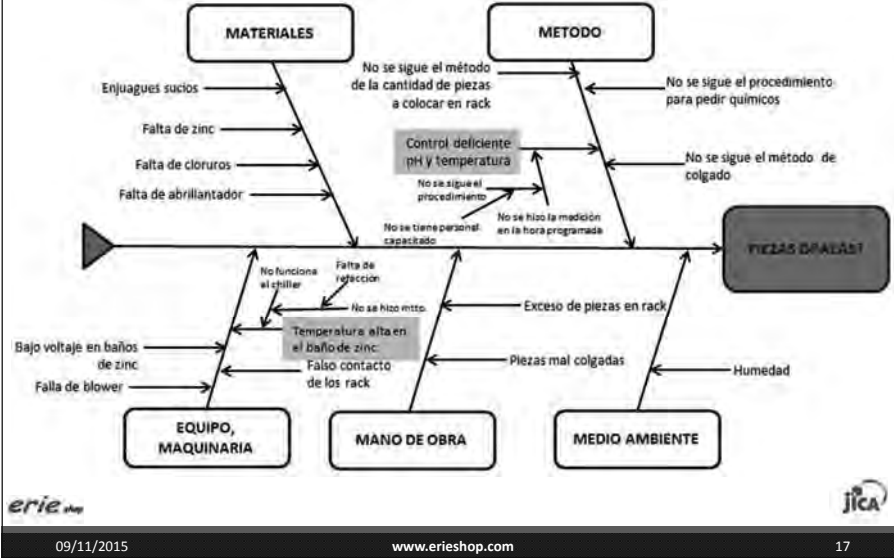 MATERIALES
METODO
Enjuagues sucios
Falta de zinc
Falta de cloruros
Falta de abrillantador
No se sigue el método
de la cantidad de piezas
a colocar en rack
No se sigue el procedimiento
para pedir químicos
Control deficiente
pH y temperatura
No se sigue el método de
colgado
No se sigue el
procedimiento
No se tiene personal
capacitado
No se hizo la medición
en la hora programada
PIEZAS OPACAS?
No funciona
el chiller
Falta de
refacción
No se hizo mtto.
Temperatura alta en
el baño de zinc
Bajo voltaje en baños
de zinc
Falla de blower
Falso contacto
de los rack
Exceso de piezas en rack
Piezas mal colgadas
Humedad
EQUIPO,
MAQUINARIA
MANO DE OBRA
MEDIO AMBIENTE
erie shop
jica
09/11/2015
www.erieshop.com
17